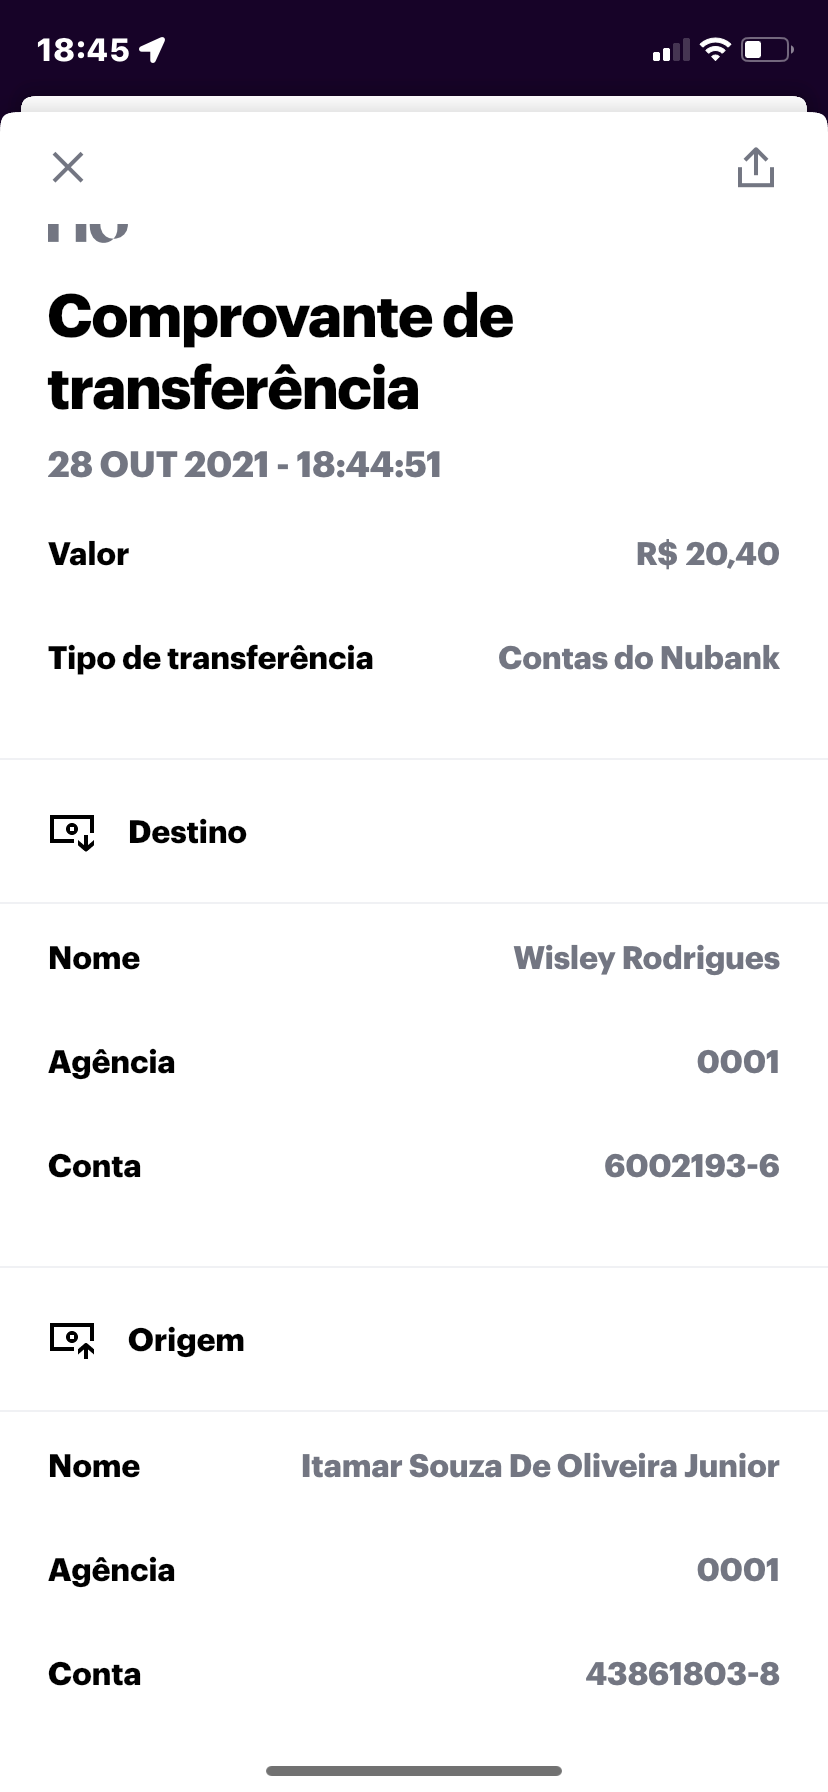 18:45
Comprovante de
transferência
28 OUT 2021 - 18:44:51
Valor R$ 20,40
Tipo de transferência Contas do Nubank
Destino
Nome Wisley Rodrigues
Agência 0001
Conta 6002193-6
Origem
Nome Itamar Souza De Oliveira Junior
Agência 0001
Conta 43861803-8